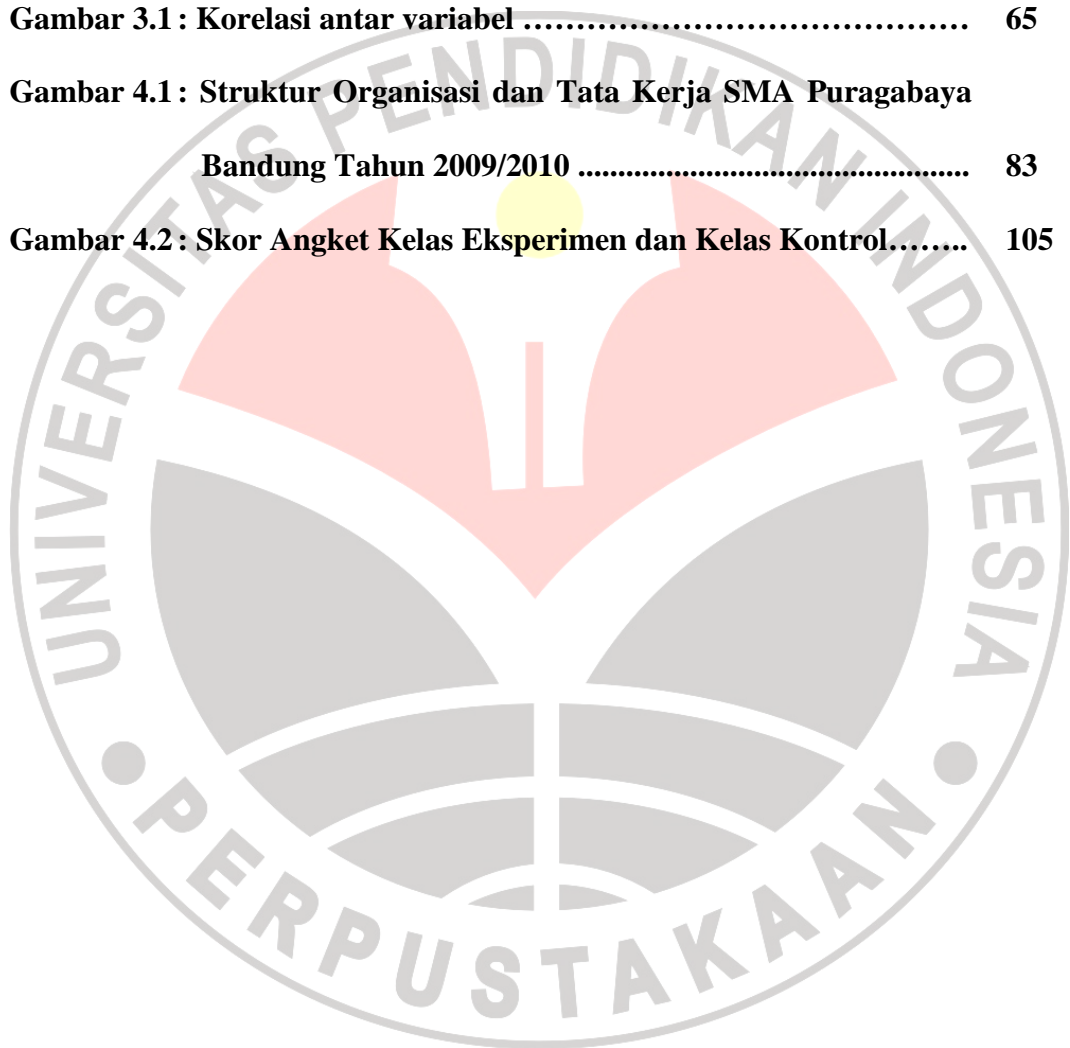 Gambar 3.1 : Korelasi antar variabel ………………………………… 65
Gambar 4.1 : Struktur Organisasi dan Tata Kerja SMA Puragabaya
Bandung Tahun 2009/2010 ............................................... 83
Gambar 4.2 : Skor Angket Kelas Eksperimen dan Kelas Kontrol…….. 105
UNIVERSITAS PENDIDIKAN INDONESIA
PERPUSTAKAAN